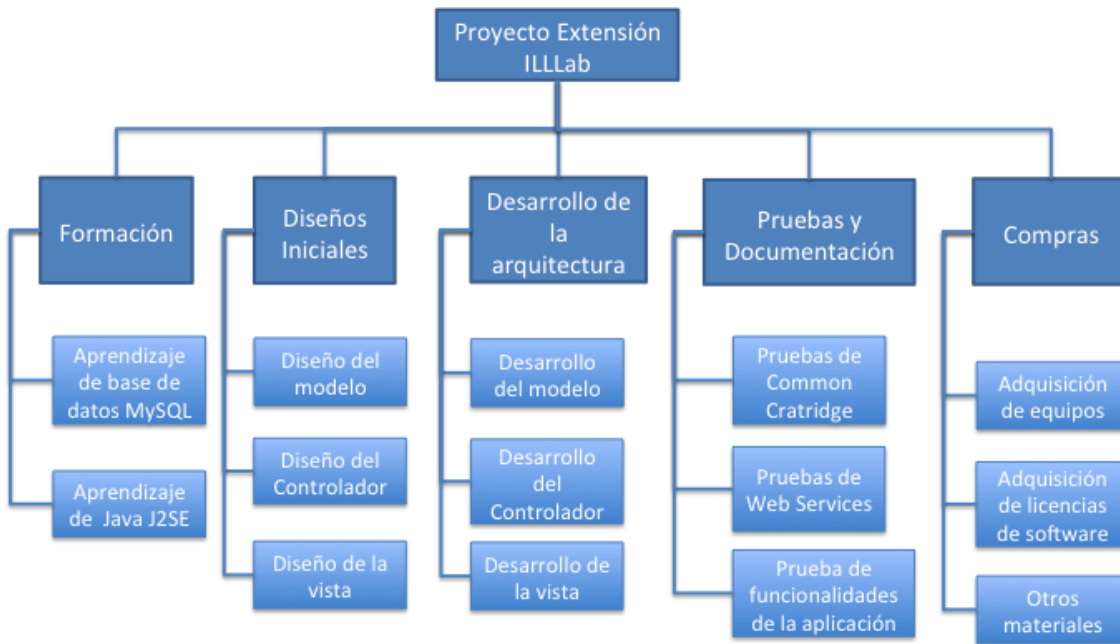 Proyecto Extensión
ILLLab
Formación
Diseños
Iniciales
Desarrollo de
la
arquitectura
Pruebas y
Documentación
Compras
Aprendizaje
de base de
datos MySQL
Aprendizaje
de Java J2SE
Diseño del
modelo
Diseño del
Controlador
Diseño de la
vista
Desarrollo
del modelo
Desarrollo
del
Controlador
Desarrollo de
la vista
Pruebas de
Common
Cratridge
Pruebas de
Web Services
Prueba de
funcionalidades
de la aplicación
Adquisición
de equipos
Adquisición
de licencias
de software
Otros
materiales